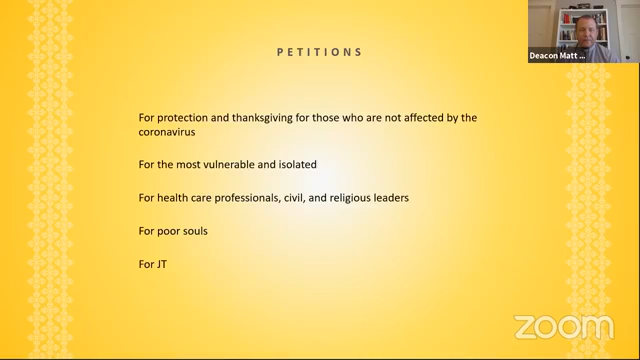 PETITIONS
Deacon Matt ...
For protection and thanksgiving for those who are not affected by the
coronavirus
For the most vulnerable and isolated
For health care professionals, civil, and religious leaders
For poor souls
For JT
zoom